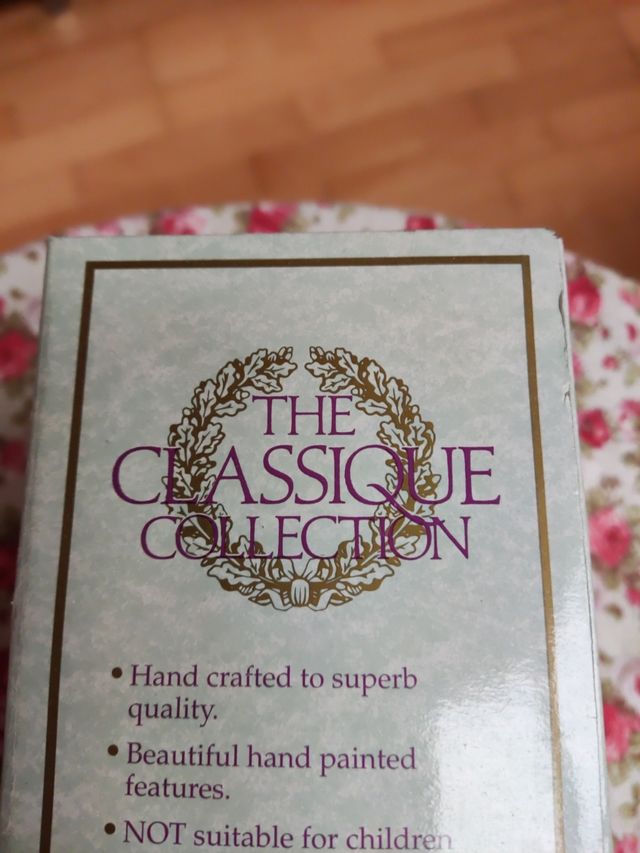 THE
CLASSIQUE
COLLECTION
• Hand crafted to superb
quality.
• Beautiful hand painted
features.
• NOT suitable for children